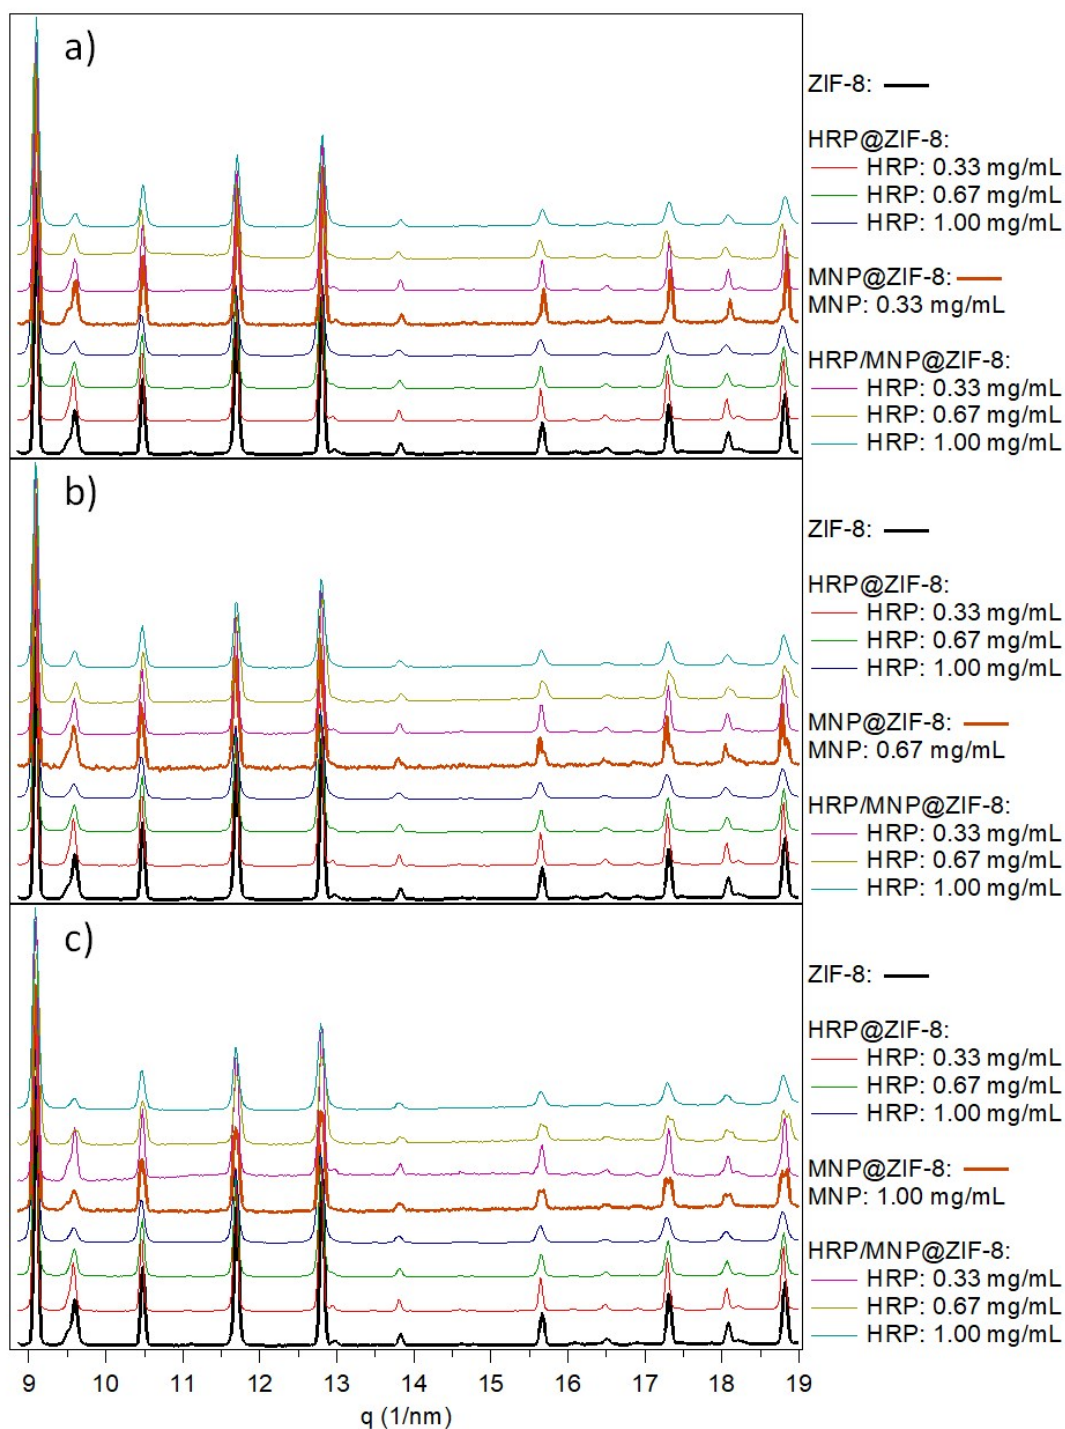 a)
ZIF-8:
HRP@ZIF-8:
HRP: 0.33 mg/mL
HRP: 0.67 mg/mL
HRP: 1.00 mg/mL
MNP@ZIF-8:
MNP: 0.33 mg/mL
HRP/MNP@ZIF-8:
HRP: 0.33 mg/mL
HRP: 0.67 mg/mL
HRP: 1.00 mg/mL
b)
ZIF-8:
HRP@ZIF-8:
HRP: 0.33 mg/mL
HRP: 0.67 mg/mL
HRP: 1.00 mg/mL
MNP@ZIF-8:
MNP: 0.67 mg/mL
HRP/MNP@ZIF-8:
HRP: 0.33 mg/mL
HRP: 0.67 mg/mL
HRP: 1.00 mg/mL
c)
ZIF-8:
HRP@ZIF-8:
HRP: 0.33 mg/mL
HRP: 0.67 mg/mL
HRP: 1.00 mg/mL
MNP@ZIF-8:
MNP: 1.00 mg/mL
HRP/MNP@ZIF-8:
HRP: 0.33 mg/mL
HRP: 0.67 mg/mL
HRP: 1.00 mg/mL
9 10 11 12 13 14 15 16 17 18 19
q (1/nm)